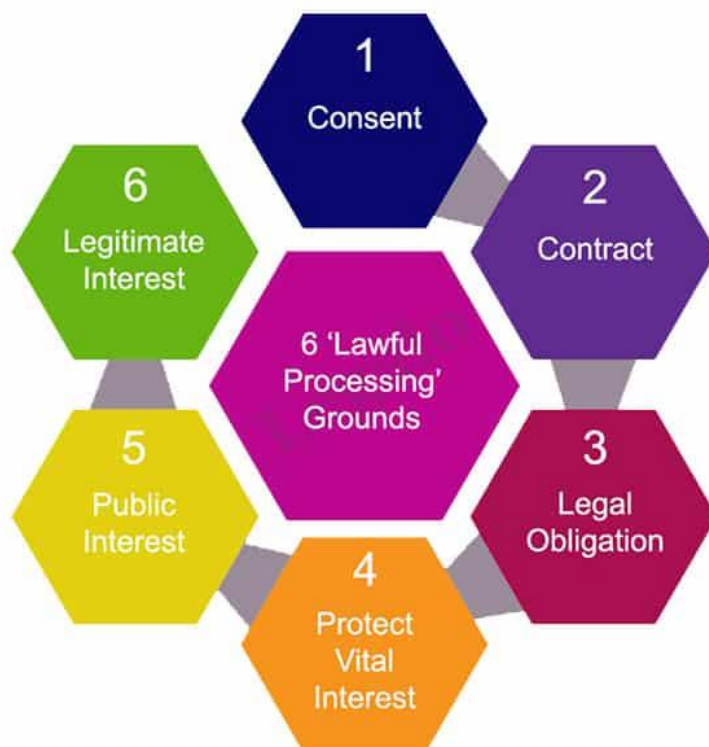 1
Consent
2
Contract
3
Legal
Obligation
4
Protect
Vital
Interest
5
Public
Interest
6
Legitimate
Interest
6 ‘Lawful
Processing’
Grounds